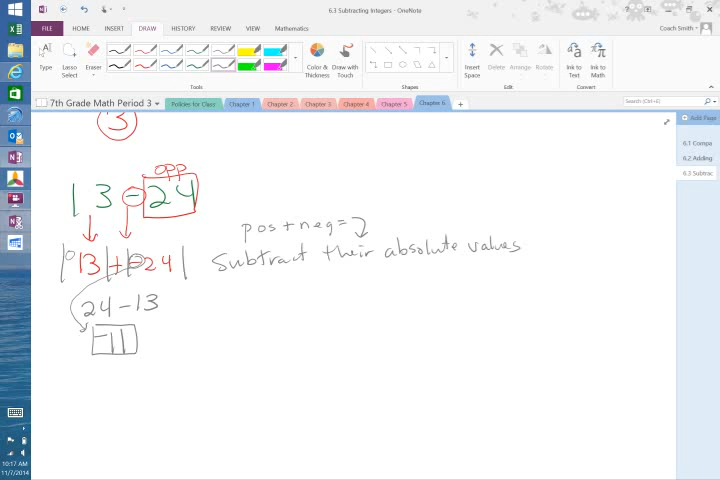 6.3 Subtracting Integers - OneNote
FILE HOME INSERT DRAW HISTORY REVIEW VIEW Mathematics
Coach Smith
Type
Lasso Select
Eraser
Color & Thickness
Draw with Touch
Shapes
Insert Space
Delete
Arrange
Rotate
Ink to Text
Ink to Math
Tools
Shapes
Edit
Convert
7th Grade Math Period 3
Policies for Class Chapter 1 Chapter 2 Chapter 3 Chapter 4 Chapter 5 Chapter 6 +
Search (Ctrl+E)
Add Page
6.1 Compa
6.2 Adding
6.3 Subtrac
3
opp
13 - 24
pos + neg =
|13| + |-24|
Subtract their absolute values
24 - 13
-11
10:17 AM
11/7/2014